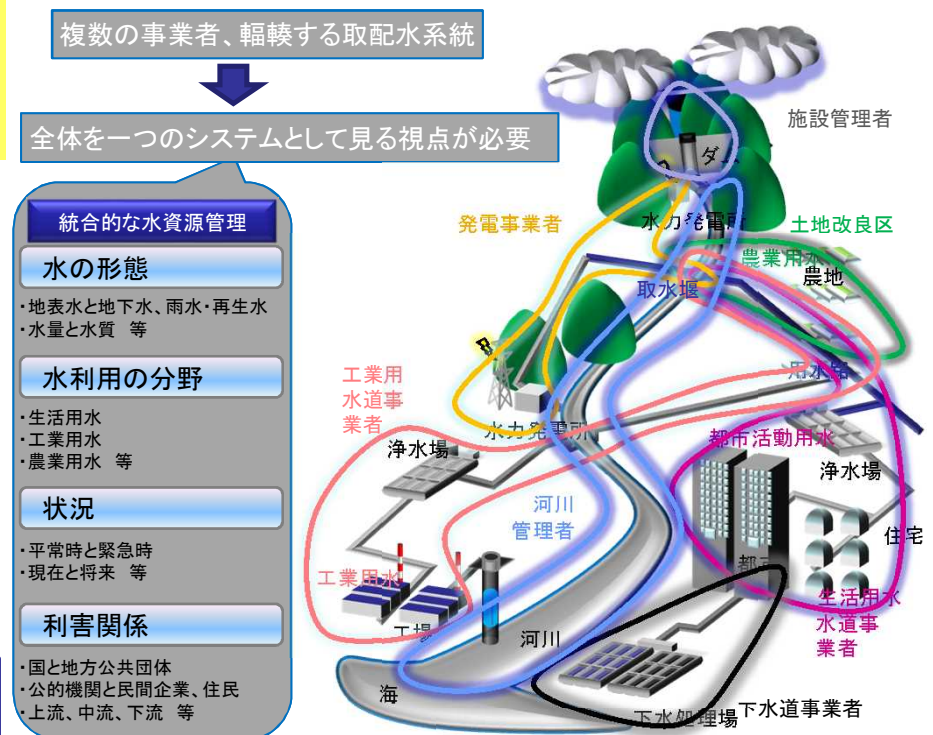 複数の事業者、輻輳する取配水系統
全体を一つのシステムとして見る視点が必要
統合的な水資源管理
水の形態
・地表水と地下水、雨水・再生水
・水量と水質 等
水利用の分野
・生活用水
・工業用水
・農業用水 等
状況
・平常時と緊急時
・現在と将来 等
利害関係
・国と地方公共団体
・公的機関と民間企業、住民
・上流、中流、下流 等
施設管理者
ダ
発電事業者
水力発電所
土地改良区
農業用水
農地
取水堰
用水路
工業用
水道事
業者
水力発電所
浄水場
都市活動用水
浄水場
河川
管理者
住宅
工業用水
都市
工場
生活用水
水道事
業者
河川
海
下水処理場
下水道事業者